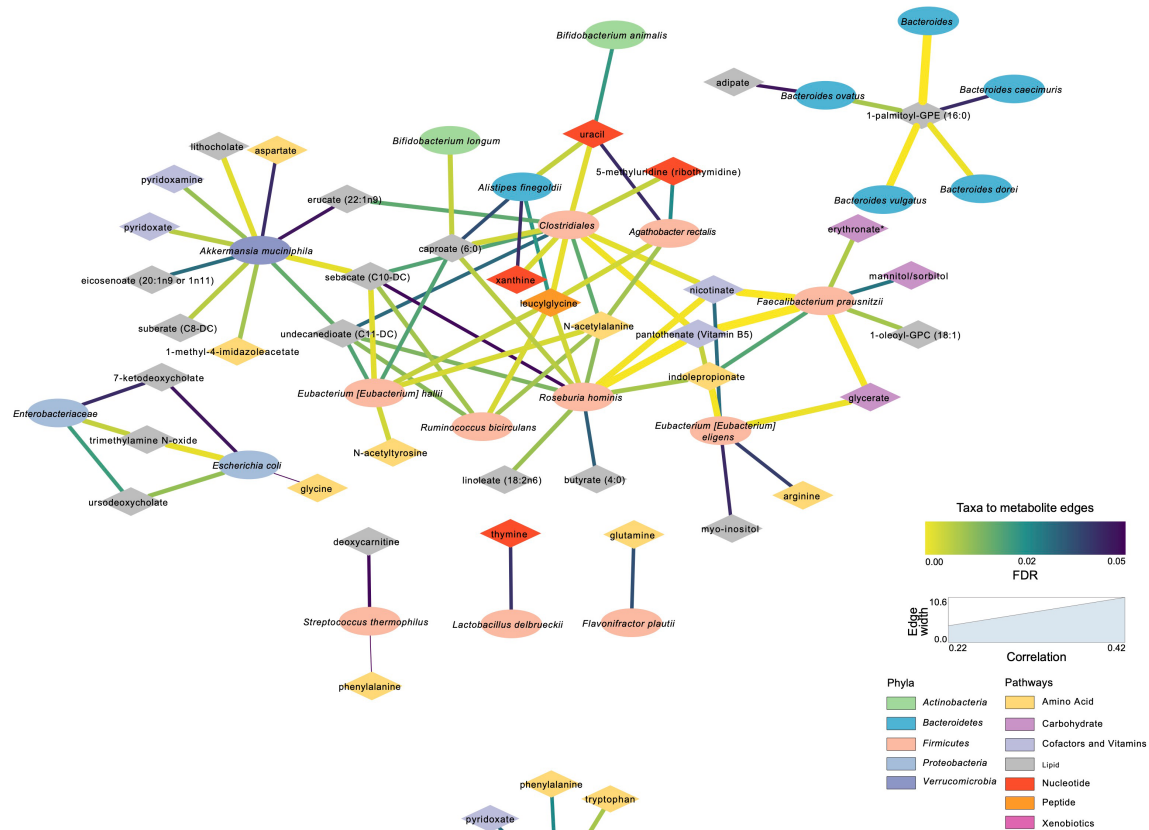 Bacteroides
Bifidobacterium animalis
adipate
Bacteroides ovatus
Bacteroides caecimuris
1-palmitoyl-GPE (16:0)
uracil
Bifidobacterium longum
lithocholate
aspartate
5-methyluridine (ribothymidine)
pyridoxamine
Alistipes finegoldii
Bacteroides dorei
erucate (22:1n9)
Bacteroides vulgatus
pyridoxate
Clostridiales
Agathobacter rectalis
erythronate*
Akkermansia muciniphila
caproate (6:0)
eicosenoate (20:1n9 or 1n11)
sebacate (C10-DC)
xanthine
mannitol/sorbitol
nicotinate
leucylglycine
Faecalibacterium prausnitzii
suberate (C8-DC)
undecanedioate (C11-DC)
N-acetylalanine
pantothenate (Vitamin B5)
1-oleoyl-GPC (18:1)
1-methyl-4-imidazoleacetate
7-ketodeoxycholate
indolepropionate
Eubacterium [Eubacterium] hallii
Roseburia hominis
glycerate
Enterobacteriaceae
Ruminococcus bicirculans
Eubacterium [Eubacterium]
eligens
trimethylamine N-oxide
N-acetyltyrosine
Escherichia coli
linoleate (18:2n6)
butyrate (4:0)
glycine
arginine
ursodeoxycholate
myo-inositol
deoxycarnitine
thymine
glutamine
Streptococcus thermophilus
Lactobacillus delbrueckii
Flavonifractor plautii
phenylalanine
Taxa to metabolite edges
0.00
0.02
0.05
FDR
10.6
Edge
width
0.0
0.22
0.42
Correlation
Phyla
Actinobacteria
Bacteroidetes
Firmicutes
Proteobacteria
Verrucomicrobia
Pathways
Amino Acid
Carbohydrate
Cofactors and Vitamins
Lipid
Nucleotide
Peptide
Xenobiotics
phenylalanine
tryptophan
pyridoxate